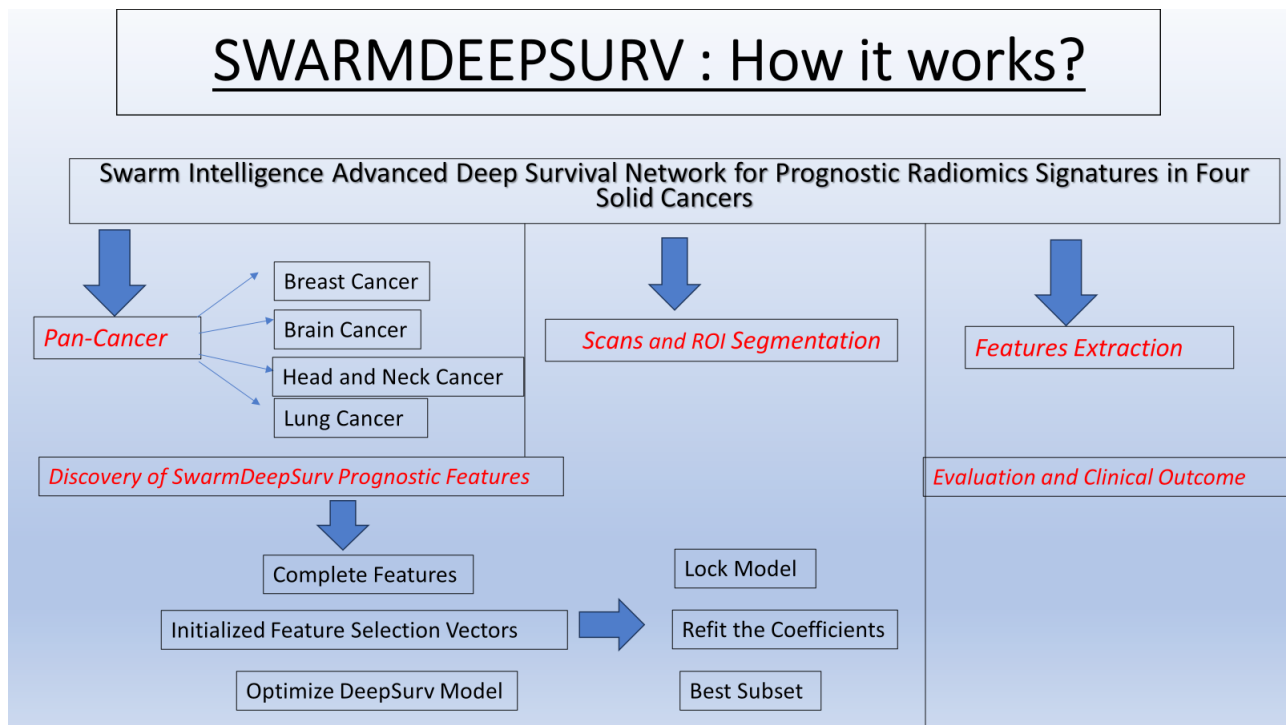 SWARMDEEPSURV : How it works?
Swarm Intelligence Advanced Deep Survival Network for Prognostic Radiomics Signatures in Four
Solid Cancers
Pan-Cancer
Breast Cancer
Brain Cancer
Head and Neck Cancer
Lung Cancer
Scans and ROI Segmentation
Features Extraction
Discovery of SwarmDeepSurv Prognostic Features
Evaluation and Clinical Outcome
Complete Features
Initialized Feature Selection Vectors
Optimize DeepSurv Model
Lock Model
Refit the Coefficients
Best Subset